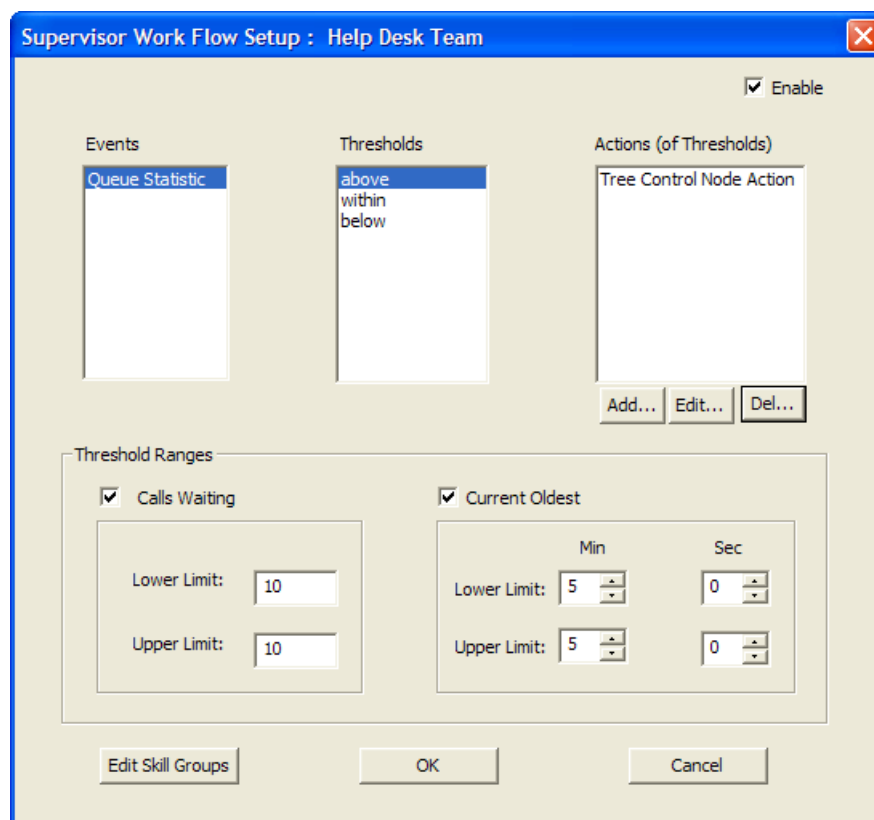 Supervisor Work Flow Setup : Help Desk Team
Enable
Events
Thresholds
Actions (of Thresholds)
Queue Statistic
above
within
below
Tree Control Node Action
Add...
Edit...
Del...
Threshold Ranges
Calls Waiting
Current Oldest
Min
Sec
Lower Limit: 10
Lower Limit: 5 0
Upper Limit: 10
Upper Limit: 5 0
Edit Skill Groups
OK
Cancel